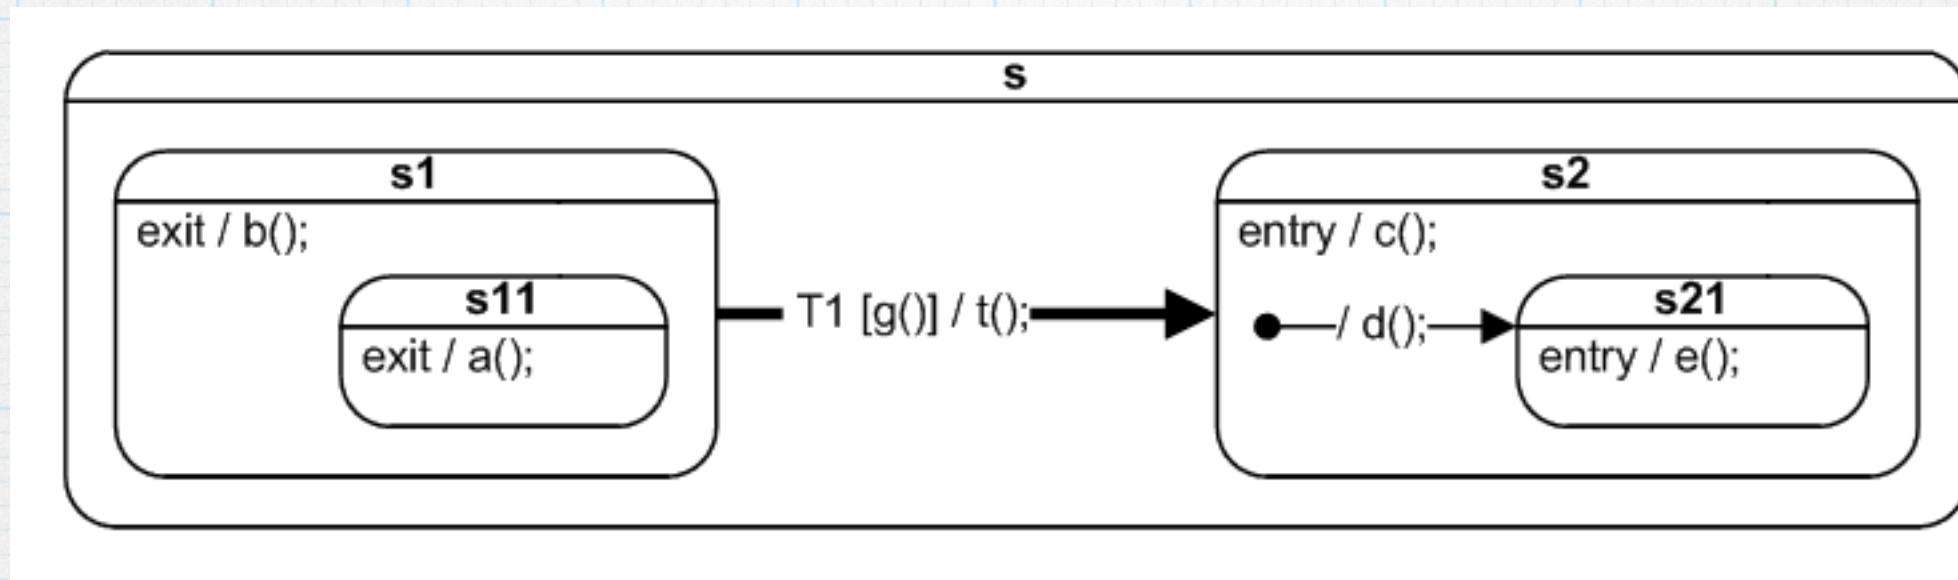 s
s1
exit / b();
s11
exit / a();
T1 [g()] / t();
s2
entry / c();
/ d();
s21
entry / e();